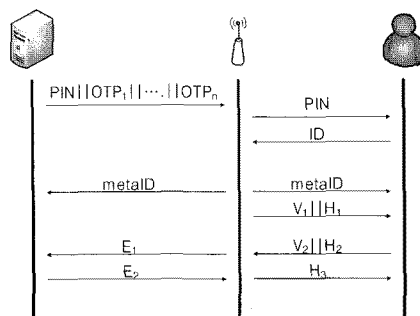 PIN||OTP₁||····.||OTPₙ
PIN
ID
metaID metaID
V₁||H₁
E₁ V₂||H₂
E₂ H₃